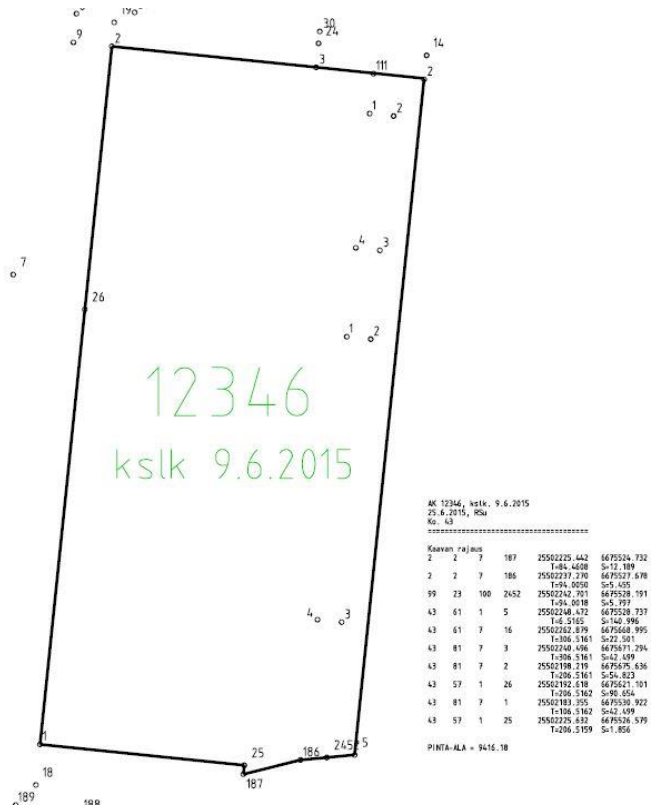 19
30
24
14
9
2
3
111
2
1
2
4
3
7
26
1
2
12346
kslk 9.6.2015
4
3
1
25
2452
5
186
187
18
189
188
AK 12346, kslk. 9.6.2015
25.6.2015, RSu
Ko. 43
Kaavan rajaus
2 2 7 187 25502225.442 6675524.732
T=84.4608 S=12.189
2 2 7 186 25502237.270 6675527.678
T=94.0050 S=5.455
99 23 100 2452 25502242.701 6675528.191
T=94.0018 S=5.797
43 61 1 5 25502248.472 6675528.737
T=6.5165 S=140.996
43 61 7 16 25502262.879 6675668.995
T=306.5161 S=22.501
43 81 7 3 25502240.496 6675671.294
T=306.5161 S=42.499
43 81 7 2 25502198.219 6675675.636
T=206.5161 S=54.823
43 57 1 26 25502192.618 6675621.101
T=206.5162 S=90.654
43 81 7 1 25502183.355 6675530.922
T=106.5162 S=42.499
43 57 1 25 25502225.632 6675526.579
T=206.5159 S=1.856
PINTA-ALA = 9416.18